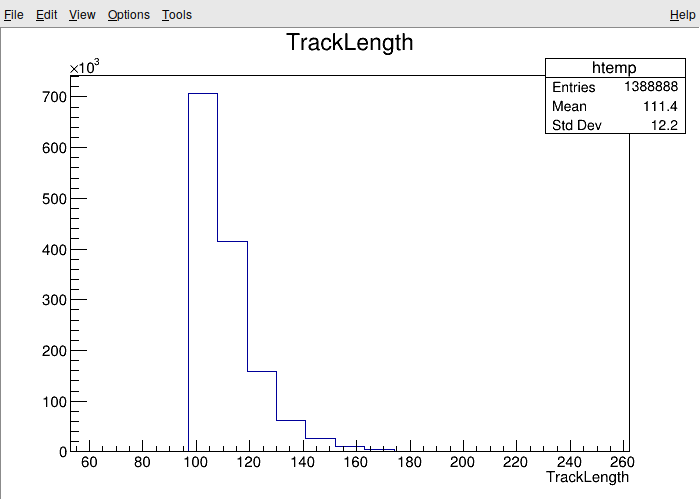 File Edit View Options Tools Help
TrackLength
×10³
htemp
Entries 1388888
Mean 111.4
Std Dev 12.2
700
600
500
400
300
200
100
0
60 80 100 120 140 160 180 200 220 240 260
TrackLength